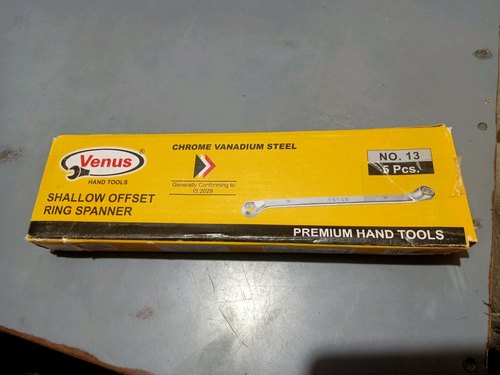 Venus®
HAND TOOLS
SHALLOW OFFSET
RING SPANNER
CHROME VANADIUM STEEL
Generally Conforming to
IS 2029
NO. 13
5 Pcs.
PREMIUM HAND TOOLS